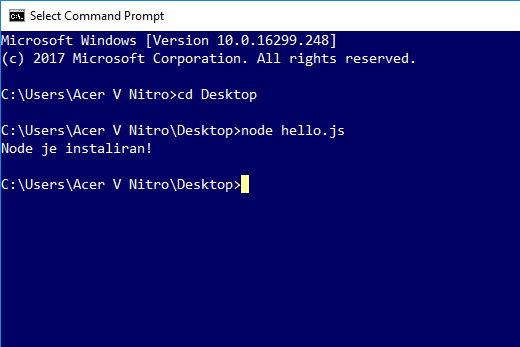 Select Command Prompt
Microsoft Windows [Version 10.0.16299.248]
(c) 2017 Microsoft Corporation. All rights reserved.
C:\Users\Acer V Nitro>cd Desktop
C:\Users\Acer V Nitro\Desktop>node hello.js
Node je instaliran!
C:\Users\Acer V Nitro\Desktop>